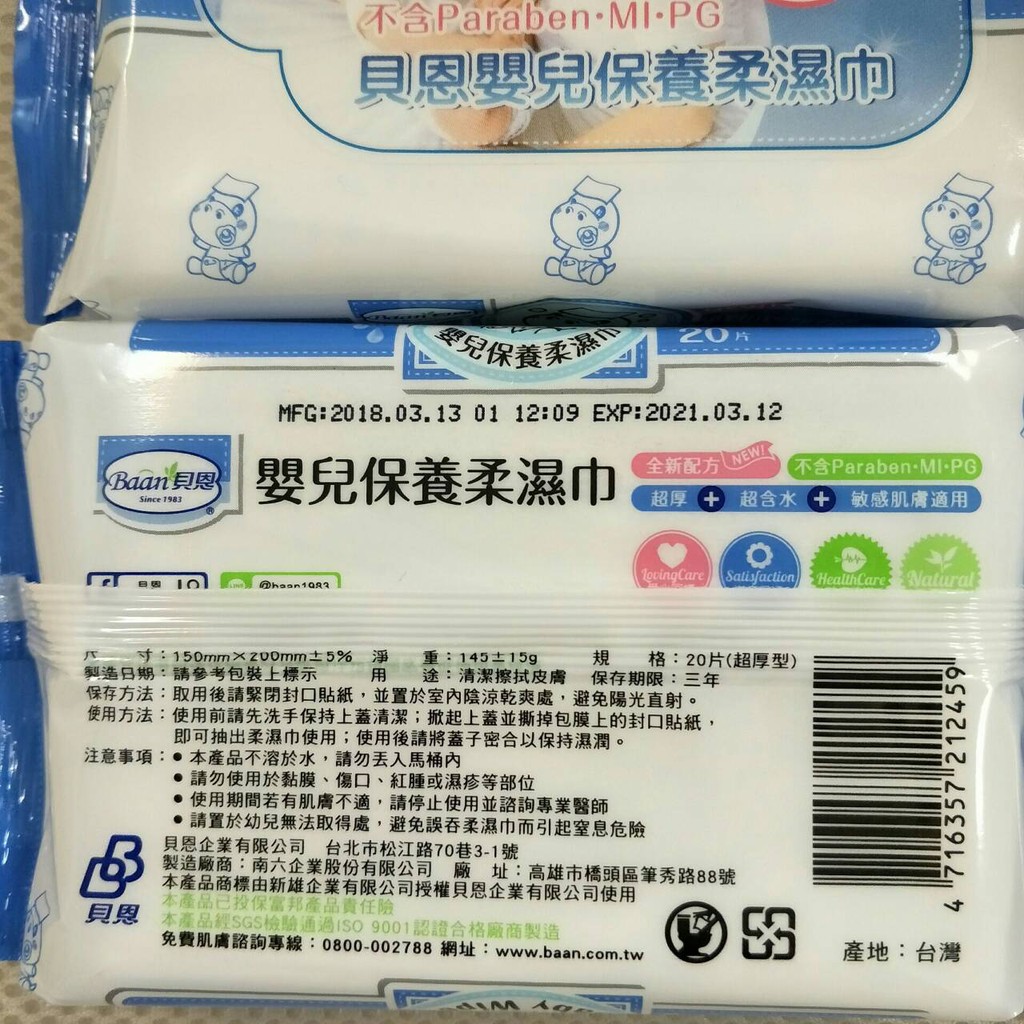 不含Paraben·MI·PG
貝恩嬰兒保養柔濕巾
嬰兒保養柔濕巾
20片
MFG:2018.03.13 01 12:09 EXP:2021.03.12
Baan貝恩
Since 1983
®
嬰兒保養柔濕巾
全新配方 NEW!
不含Paraben·MI·PG
超厚 + 超含水 + 敏感肌膚適用
LovingCare
Satisfaction
HealthCare
Natural
貝恩
@baan1983
尺 寸：150mm×200mm±5% 淨 重：145±15g 規 格：20片(超厚型)
製造日期：請參考包裝上標示 用 途：清潔擦拭皮膚 保存期限：三年
保存方法：取用後請緊閉封口貼紙，並置於室內陰涼乾爽處，避免陽光直射。
使用方法：使用前請先洗手保持上蓋清潔；掀起上蓋並撕掉包膜上的封口貼紙，
即可抽出柔濕巾使用；使用後請將蓋子密合以保持濕潤。
注意事項：● 本產品不溶於水，請勿丟入馬桶內
● 請勿使用於黏膜、傷口、紅腫或濕疹等部位
● 使用期間若有肌膚不適，請停止使用並諮詢專業醫師
● 請置於幼兒無法取得處，避免誤吞柔濕巾而引起窒息危險
貝恩
貝恩企業有限公司 台北市松江路70巷3-1號
製造廠商：南六企業股份有限公司 廠 址：高雄市橋頭區筆秀路88號
本產品商標由新雄企業有限公司授權貝恩企業有限公司使用
本產品已投保富邦產品責任險
本產品經SGS檢驗通過ISO 9001認證合格廠商製造
免費肌膚諮詢專線：0800-002788 網址：www.baan.com.tw
4 716357 212459
產地：台灣